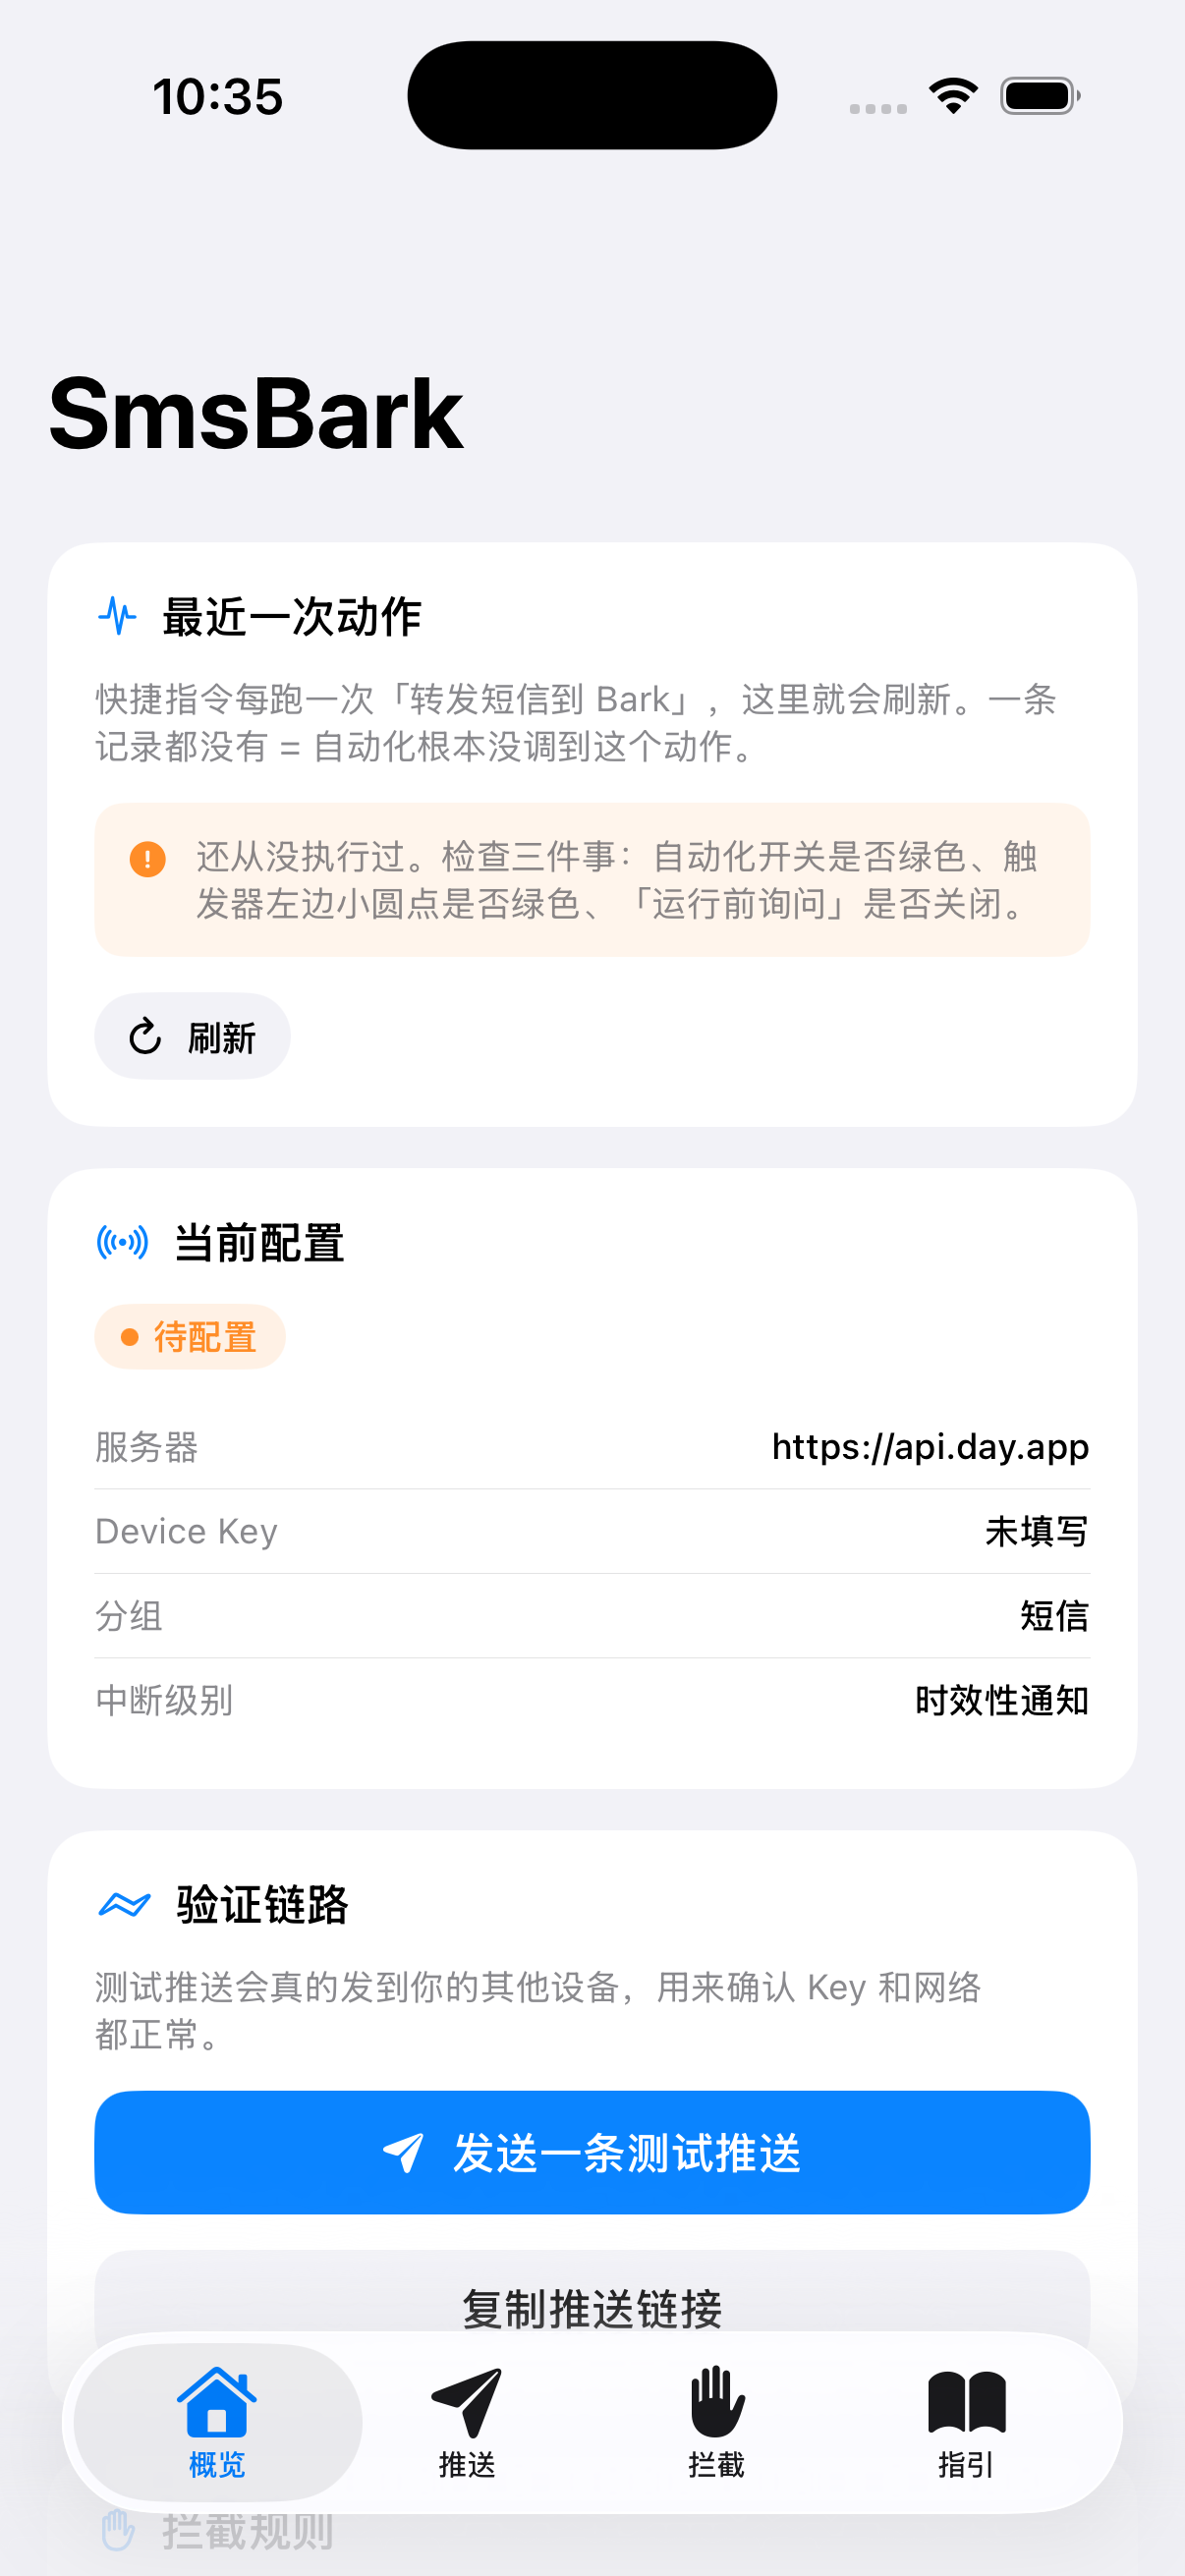 10:35
SmsBark
最近一次动作
快捷指令每跑一次「转发短信到 Bark」，这里就会刷新。一条
记录都没有 = 自动化根本没调到这个动作。
还从没执行过。检查三件事：自动化开关是否绿色、触
发器左边小圆点是否绿色、「运行前询问」是否关闭。
刷新
当前配置
待配置
服务器 https://api.day.app
Device Key 未填写
分组 短信
中断级别 时效性通知
验证链路
测试推送会真的发到你的其他设备，用来确认 Key 和网络
都正常。
发送一条测试推送
复制推送链接
概览 推送 拦截 指引
拦截规则